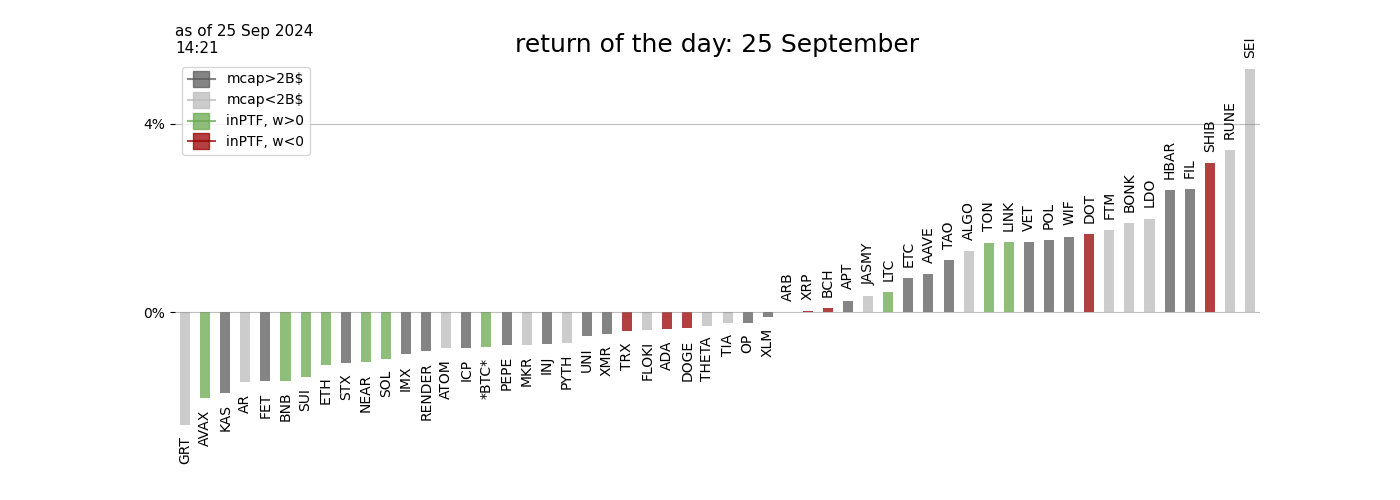 as of 25 Sep 2024
14:21
return of the day: 25 September
mcap>2B$
mcap<2B$
inPTF, w>0
inPTF, w<0
4%
0%
GRT
AVAX
KAS
AR
FET
BNB
SUI
ETH
STX
NEAR
SOL
IMX
RENDER
ATOM
ICP
*BTC*
PEPE
MKR
INJ
PYTH
UNI
XMR
TRX
FLOKI
ADA
DOGE
THETA
TIA
OP
XLM
ARB
XRP
BCH
APT
JASMY
LTC
ETC
AAVE
TAO
ALGO
TON
LINK
VET
POL
WIF
DOT
FTM
BONK
LDO
HBAR
FIL
SHIB
RUNE
SEI